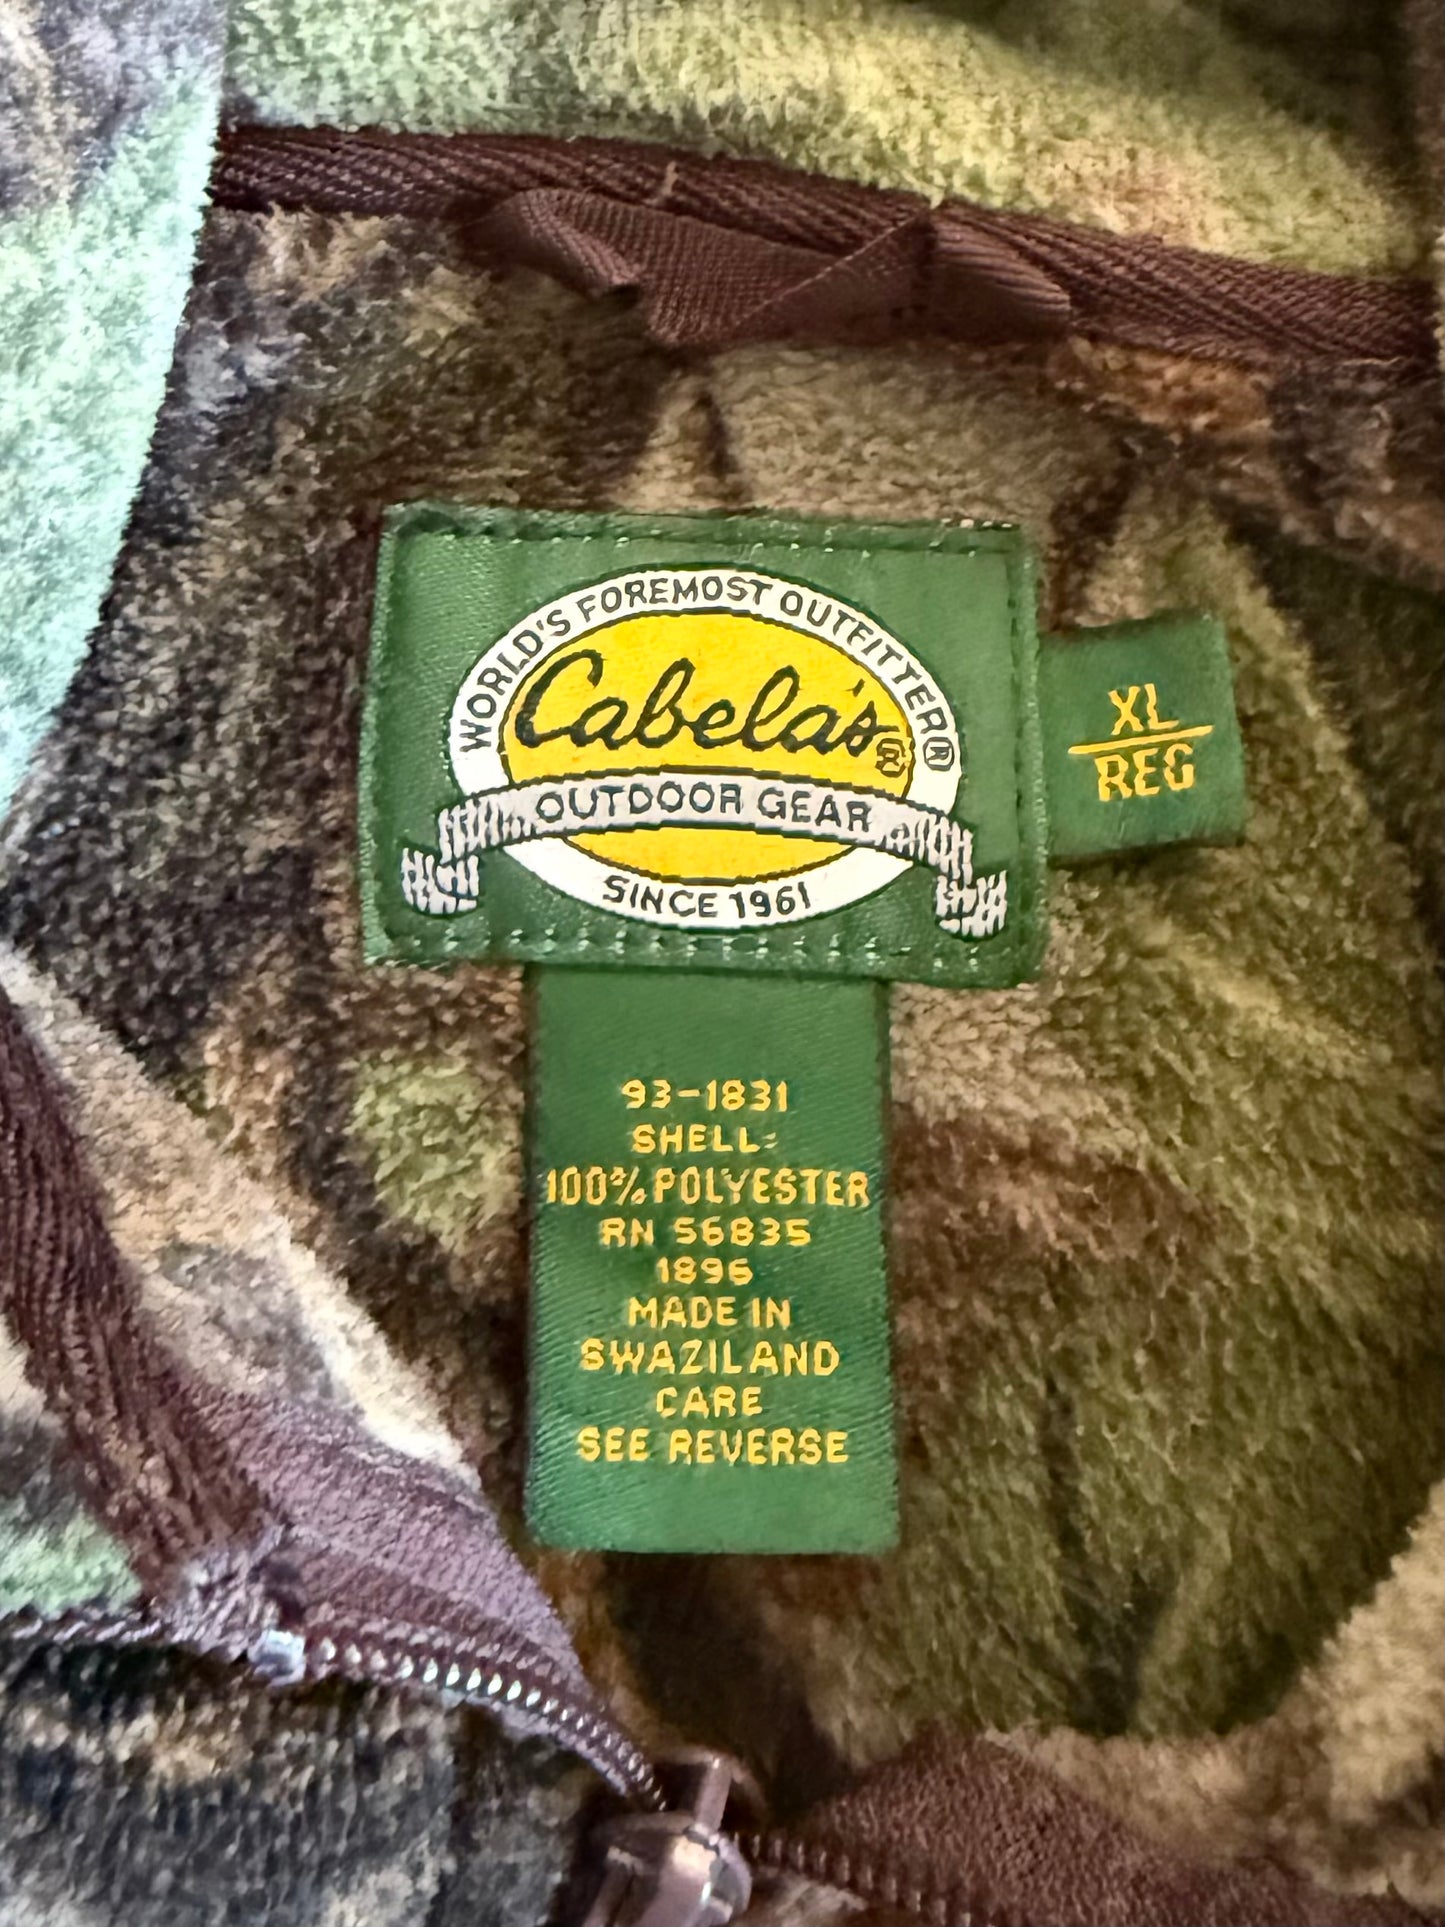 WORLD'S FOREMOST OUTFITTER®
Cabela's®
OUTDOOR GEAR
SINCE 1961
XL
REG
93-1831
SHELL:
100% POLYESTER
RN 56835
1896
MADE IN
SWAZILAND
CARE
SEE REVERSE